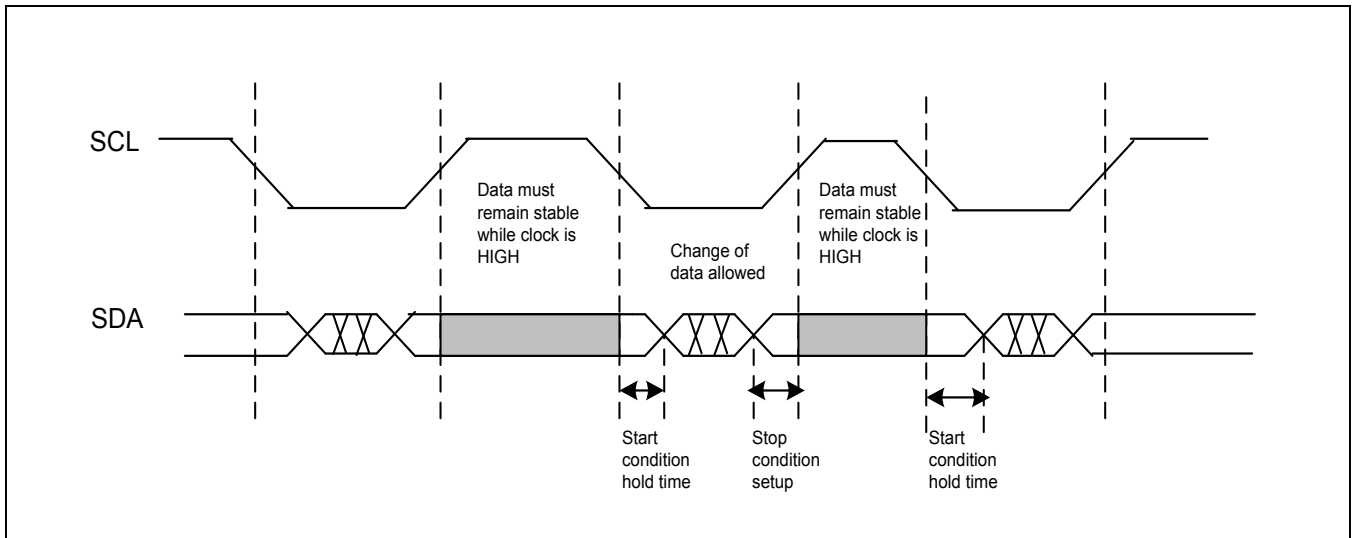 SCL
Data must
remain stable
while clock is
HIGH
Change of
data allowed
Data must
remain stable
while clock is
HIGH
SDA
Start
condition
hold time
Stop
condition
setup
Start
condition
hold time